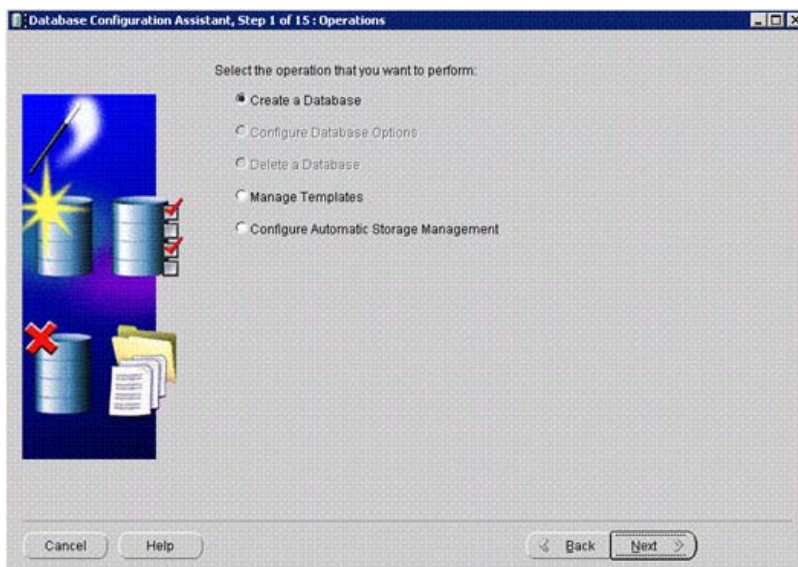 Database Configuration Assistant, Step 1 of 15 : Operations
Select the operation that you want to perform:
Create a Database
Configure Database Options
Delete a Database
Manage Templates
Configure Automatic Storage Management
Cancel
Help
Back
Next